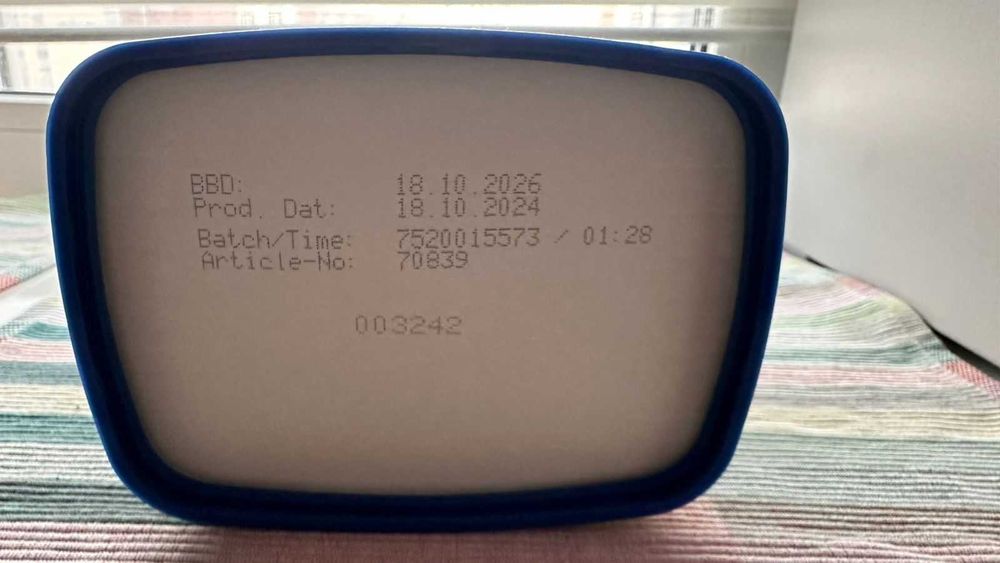 BBD: 18.10.2026
Prod. Dat: 18.10.2024
Batch/Time: 7520015573 / 01:28
Article-No: 70839
003242